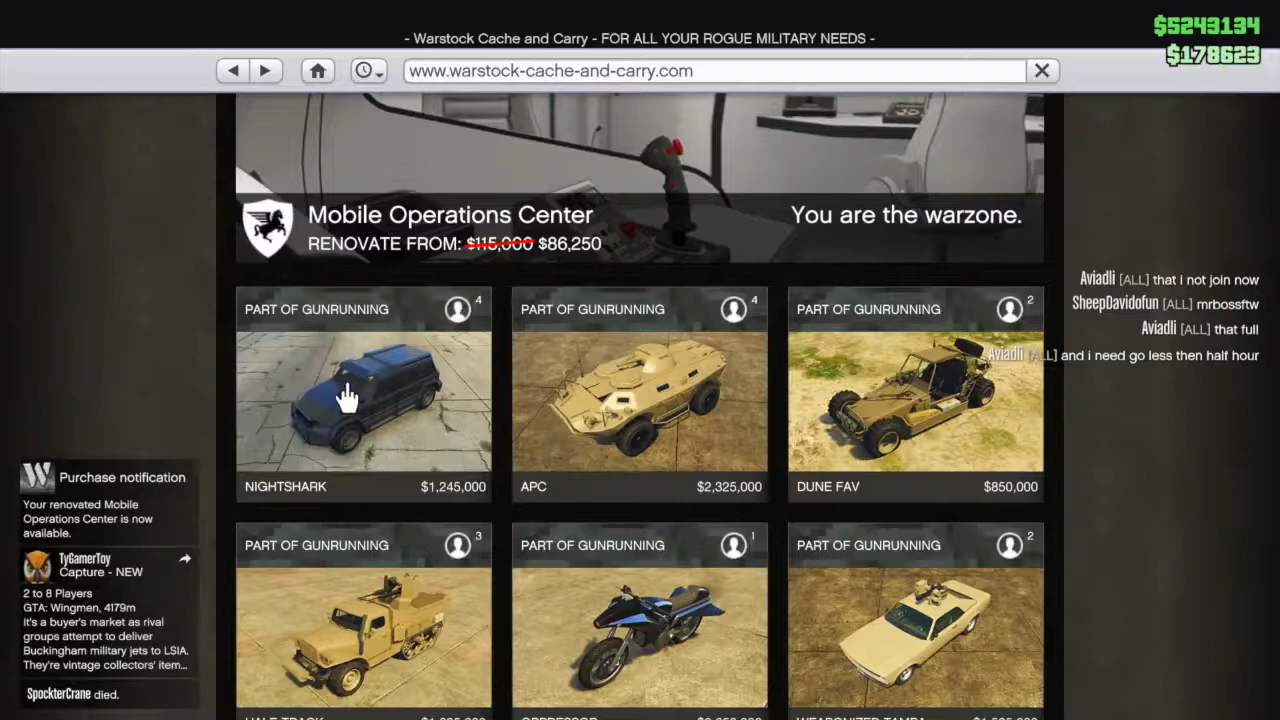 - Warstock Cache and Carry - FOR ALL YOUR ROGUE MILITARY NEEDS -
$5243134
$178623
www.warstock-cache-and-carry.com
Mobile Operations Center
You are the warzone.
RENOVATE FROM: $115,000 $86,250
Aviadli [ALL] that i not join now
SheepDavidofun [ALL] mrbossftw
Aviadli [ALL] that full
Aviadli [ALL] and i need go less then half hour
PART OF GUNRUNNING 4
PART OF GUNRUNNING 4
PART OF GUNRUNNING 2
NIGHTSHARK $1,245,000
APC $2,325,000
DUNE FAV $850,000
PART OF GUNRUNNING 3
PART OF GUNRUNNING 1
PART OF GUNRUNNING 2
HALF-TRACK
OPPRESSOR
WEAPONIZED TAMPA
Purchase notification
Your renovated Mobile
Operations Center is now
available.
TyGamerToy
Capture - NEW
2 to 8 Players
GTA: Wingmen, 4179m
It's a buyer's market as rival
groups attempt to deliver
Buckingham military jets to LSIA.
They're vintage collectors' item...
SpockterCrane died.